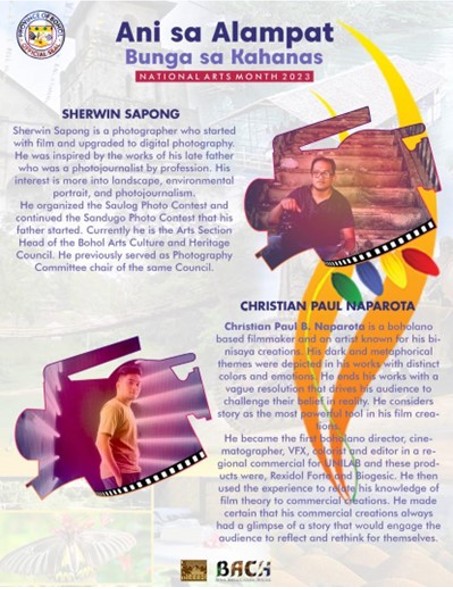 PROVINCE OF BOHOL
OFFICIAL SEAL
Ani sa Alampat
Bunga sa Kahanas
NATIONAL ARTS MONTH 2023
SHERWIN SAPONG
Sherwin Sapong is a photographer who started
with film and upgraded to digital photography.
He was inspired by the works of his late father
who was a photojournalist by profession. His
interest is more into landscape, environmental
portrait, and photojournalism.
He organized the Saulog Photo Contest and
continued the Sandugo Photo Contest that his
father started. Currently he is the Arts Section
Head of the Bohol Arts Culture and Heritage
Council. He previously served as Photography
Committee chair of the same Council.
CHRISTIAN PAUL NAPAROTA
Christian Paul B. Naparota is a boholano
based filmmaker and an artist known for his bi-
nisaya creations. His dark and metaphorical
themes were depicted in his works with distinct
colors and emotions. He ends his works with a
vague resolution that drives his audience to
challenge their belief in reality. He considers
story as the most powerful tool in his film crea-
tions.
He became the first boholano director, cine-
matographer, VFX, colorist and editor in a re-
gional commercial for UNILAB and these prod-
ucts were, Rexidol Forte and Biogesic. He then
used the experience to relate his knowledge of
film theory to commercial creations. He made
certain that his commercial creations always
had a glimpse of a story that would engage the
audience to reflect and rethink for themselves.
BACH